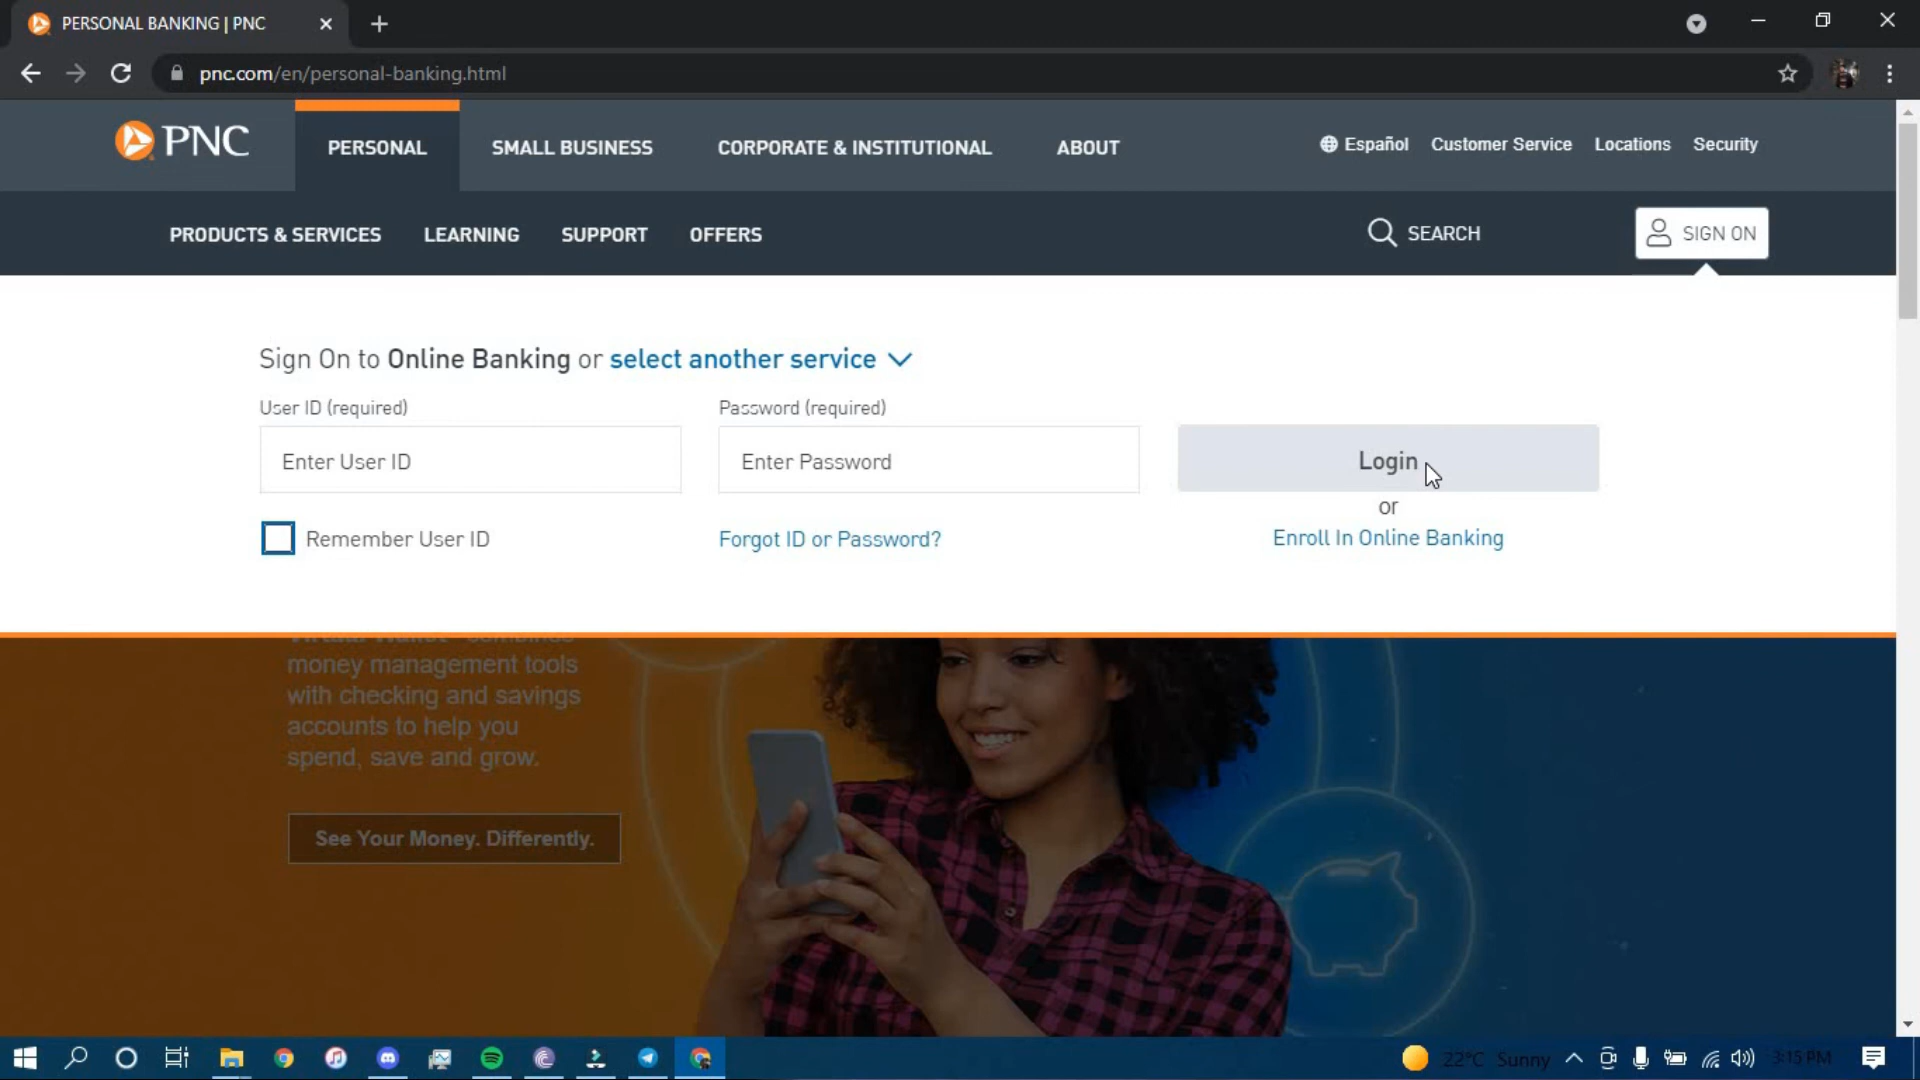 PERSONAL BANKING | PNC
pnc.com/en/personal-banking.html
PNC
PERSONAL
SMALL BUSINESS
CORPORATE & INSTITUTIONAL
ABOUT
Español
Customer Service
Locations
Security
PRODUCTS & SERVICES
LEARNING
SUPPORT
OFFERS
SEARCH
SIGN ON
Sign On to Online Banking or select another service
User ID (required)
Password (required)
Enter User ID
Enter Password
Login
or
Remember User ID
Forgot ID or Password?
Enroll In Online Banking
money management tools
with checking and savings
accounts to help you
spend, save and grow.
See Your Money. Differently.
22°C Sunny
3:15 PM